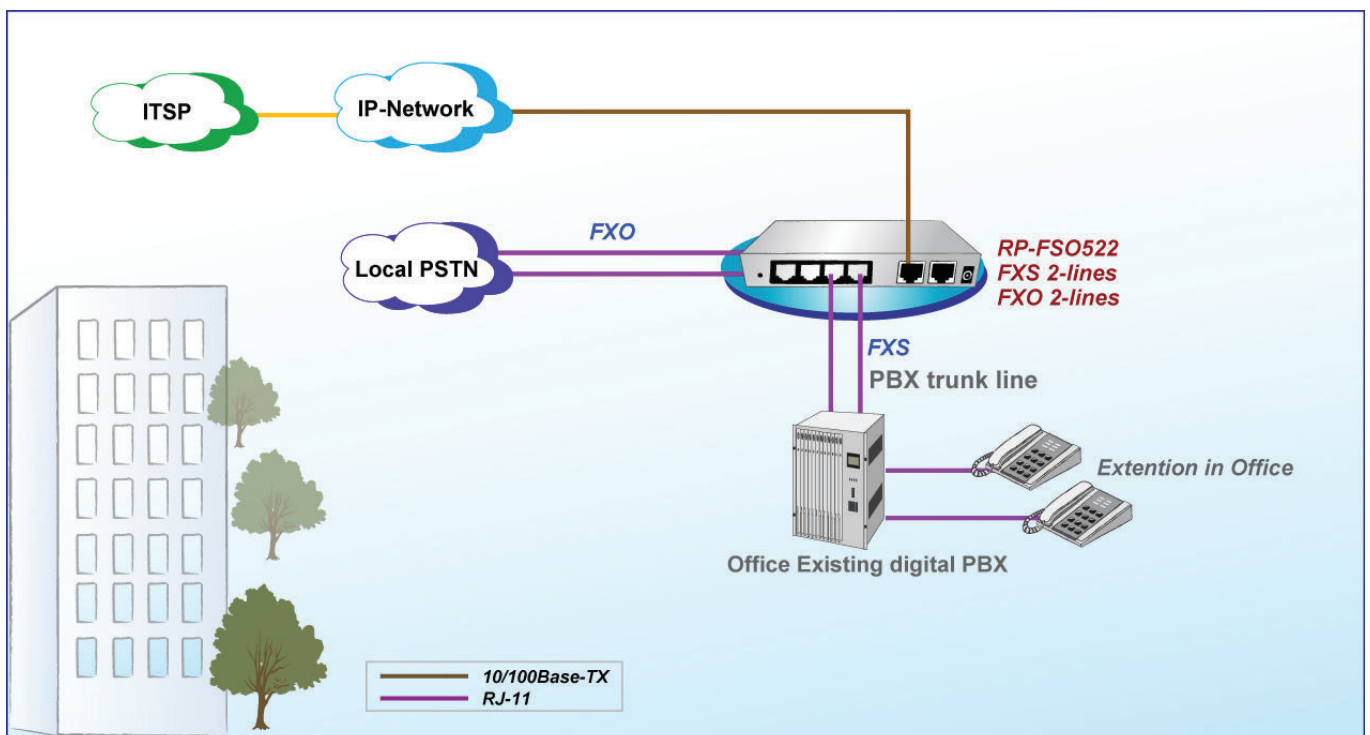 ITSP
IP-Network
FXO
Local PSTN
RP-FSO522
FXS 2-lines
FXO 2-lines
FXS
PBX trunk line
Extention in Office
Office Existing digital PBX
10/100Base-TX
RJ-11